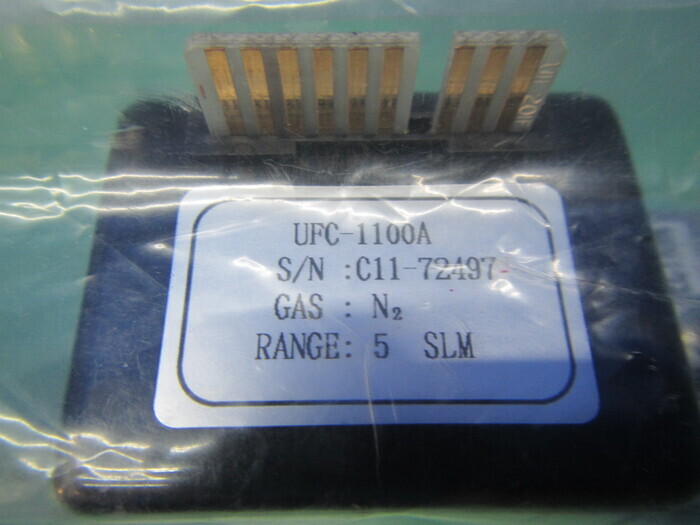 UFC-1100A
S/N :C11-72497
GAS : N₂
RANGE: 5 SLM